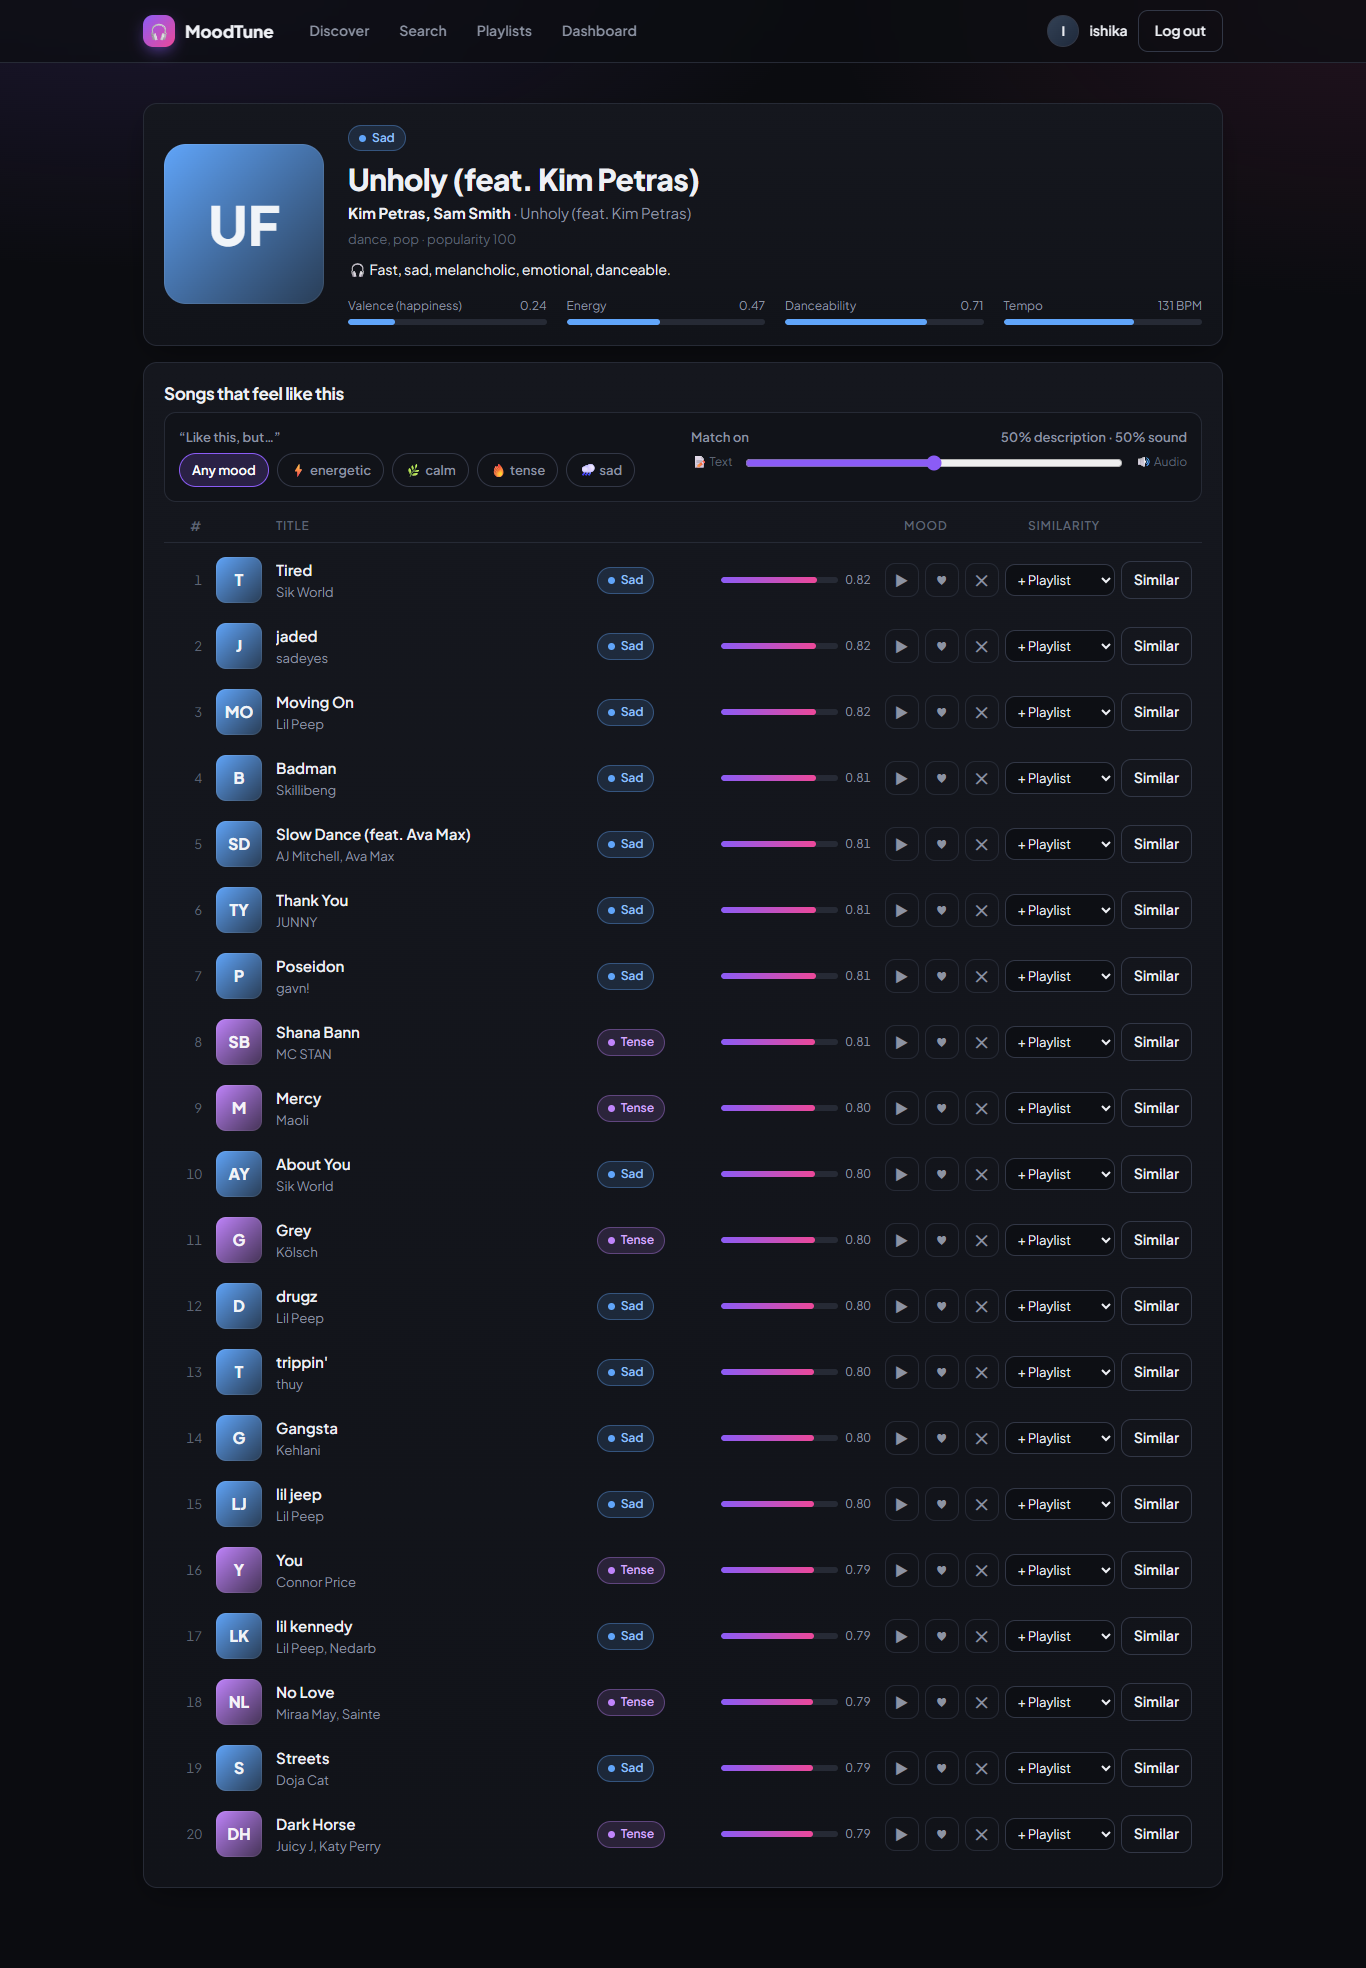 MoodTune Discover Search Playlists Dashboard I ishika Log out
Sad
UF
Unholy (feat. Kim Petras)
Kim Petras, Sam Smith · Unholy (feat. Kim Petras)
dance, pop · popularity 100
Fast, sad, melancholic, emotional, danceable.
Valence (happiness) 0.24 Energy 0.47 Danceability 0.71 Tempo 131 BPM
Songs that feel like this
“Like this, but…” Match on 50% description · 50% sound
Any mood energetic calm tense sad Text Audio
# TITLE MOOD SIMILARITY
1 T Tired Sad 0.82 + Playlist Similar
Sik World
2 J jaded Sad 0.82 + Playlist Similar
sadeyes
3 MO Moving On Sad 0.82 + Playlist Similar
Lil Peep
4 B Badman Sad 0.81 + Playlist Similar
Skillibeng
5 SD Slow Dance (feat. Ava Max) Sad 0.81 + Playlist Similar
AJ Mitchell, Ava Max
6 TY Thank You Sad 0.81 + Playlist Similar
JUNNY
7 P Poseidon Sad 0.81 + Playlist Similar
gavn!
8 SB Shana Bann Tense 0.81 + Playlist Similar
MC STAN
9 M Mercy Tense 0.80 + Playlist Similar
Maoli
10 AY About You Sad 0.80 + Playlist Similar
Sik World
11 G Grey Tense 0.80 + Playlist Similar
Kölsch
12 D drugz Sad 0.80 + Playlist Similar
Lil Peep
13 T trippin' Sad 0.80 + Playlist Similar
thuy
14 G Gangsta Sad 0.80 + Playlist Similar
Kehlani
15 LJ lil jeep Sad 0.80 + Playlist Similar
Lil Peep
16 Y You Tense 0.79 + Playlist Similar
Connor Price
17 LK lil kennedy Sad 0.79 + Playlist Similar
Lil Peep, Nedarb
18 NL No Love Tense 0.79 + Playlist Similar
Miraa May, Sainte
19 S Streets Sad 0.79 + Playlist Similar
Doja Cat
20 DH Dark Horse Tense 0.79 + Playlist Similar
Juicy J, Katy Perry